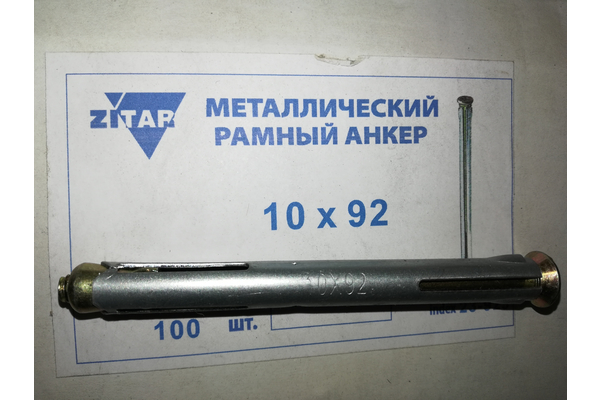 ZITAR
МЕТАЛЛИЧЕСКИЙ
РАМНЫЙ АНКЕР
10 x 92
10X92
100 шт.